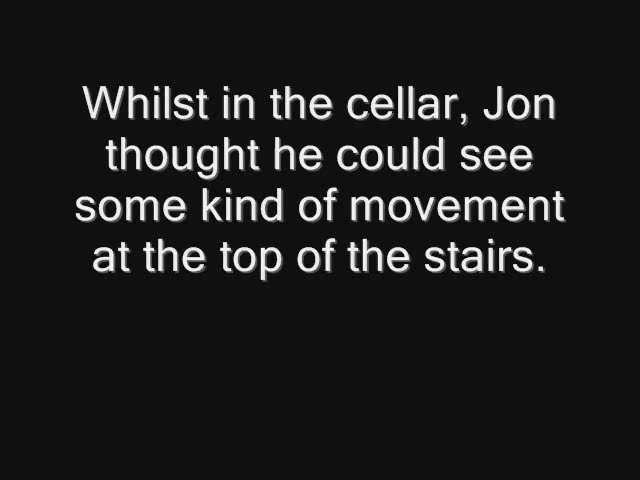 Whilst in the cellar, Jon
thought he could see
some kind of movement
at the top of the stairs.